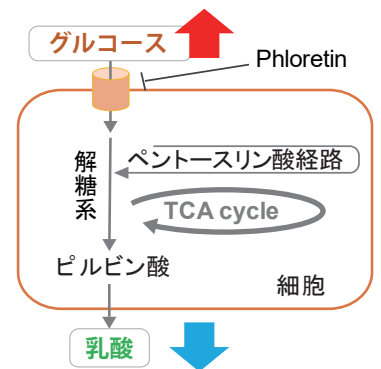 グルコース
Phloretin
解糖系
ペントースリン酸経路
TCA cycle
ピルビン酸
細胞
乳酸